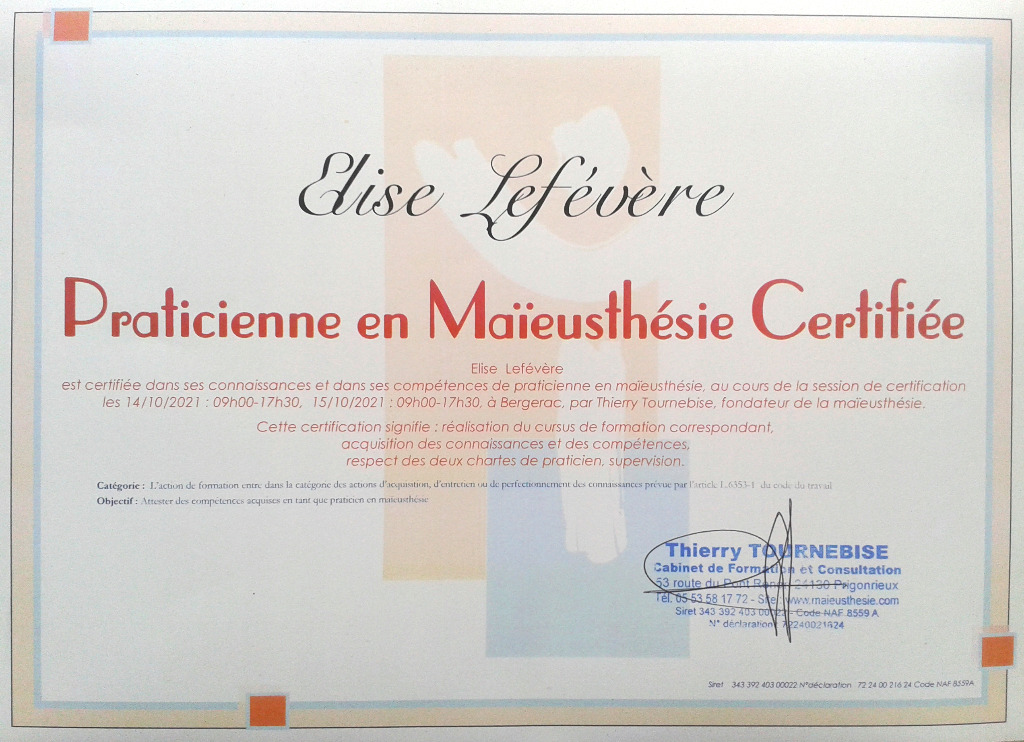 Elise Lefévère
Praticienne en Maïeusthésie Certifiée
Elise Lefévère
est certifiée dans ses connaissances et dans ses compétences de praticienne en maïeusthésie, au cours de la session de certification
les 14/10/2021 : 09h00-17h30, 15/10/2021 : 09h00-17h30, à Bergerac, par Thierry Tournebise, fondateur de la maïeusthésie.
Cette certification signifie : réalisation du cursus de formation correspondant,
acquisition des connaissances et des compétences,
respect des deux chartes de praticien, supervision.
Catégorie : L'action de formation entre dans la catégorie des actions d'acquisition, d'entretien ou de perfectionnement des connaissances prévue par l'article L.6353-1 du code du travail
Objectif : Attester des compétences acquises en tant que praticien en maïeusthésie
Thierry TOURNEBISE
Cabinet de Formation et Consultation
53 route du Pont 24130 Prigonrieux
Tél. 05 53 58 17 72 - Site : www.maieusthesie.com
Siret 343 392 403 00022 - Code NAF 8559 A
N° déclaration 72240021624
Siret 343 392 403 00022 N°déclaration 72 24 00 216 24 Code NAF 8559A